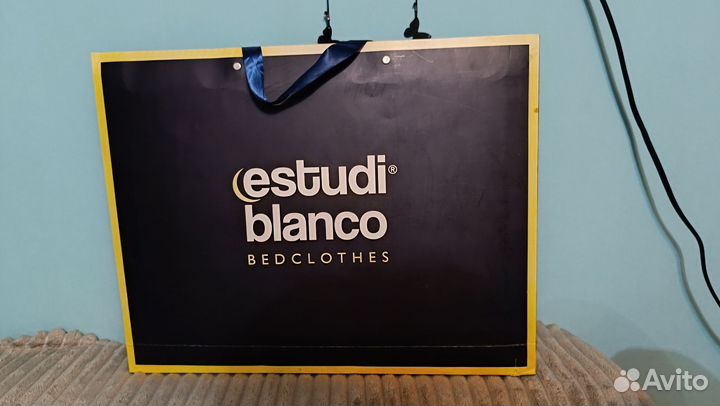 estudi®
blanco
BEDCLOTHES
Avito